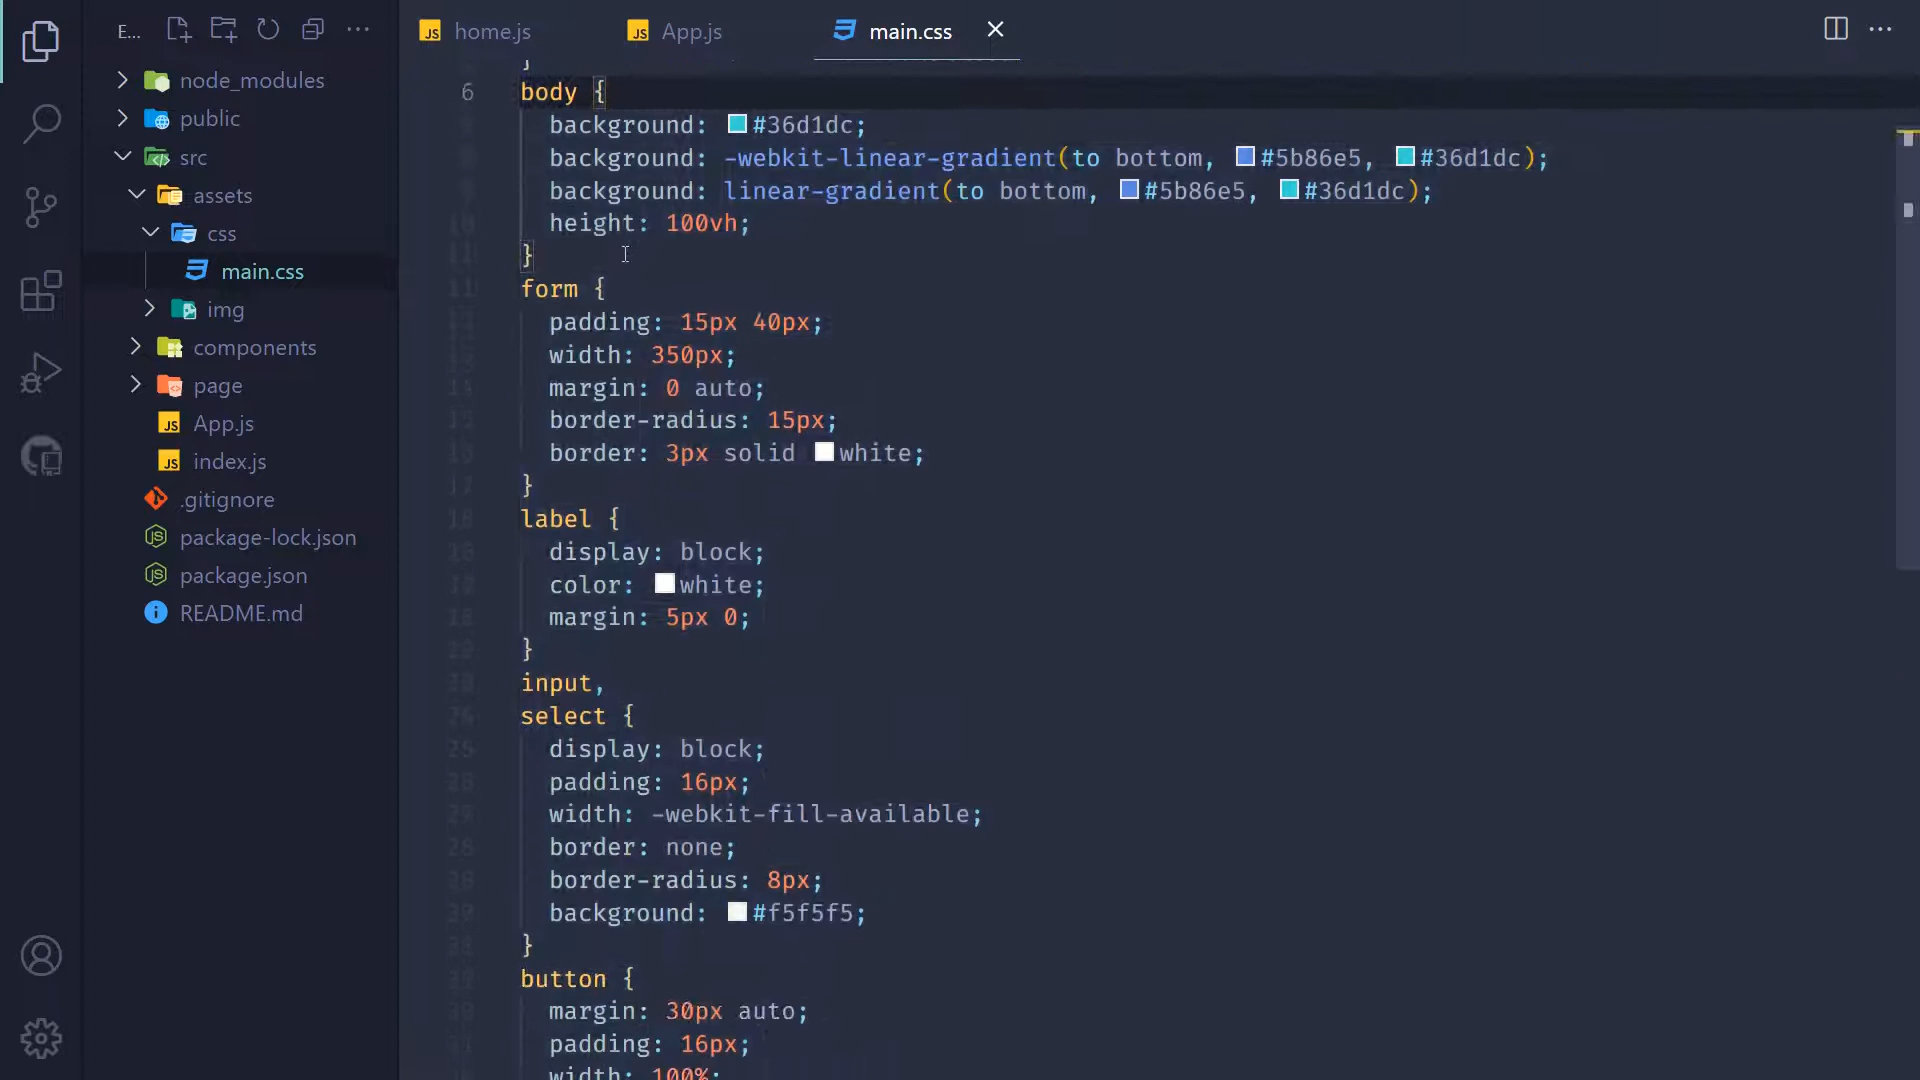 E...
home.js
App.js
main.css
node_modules
public
src
assets
css
main.css
img
components
page
App.js
index.js
.gitignore
package-lock.json
package.json
README.md
}
6 body {
background: #36d1dc;
background: -webkit-linear-gradient(to bottom, #5b86e5, #36d1dc);
background: linear-gradient(to bottom, #5b86e5, #36d1dc);
height: 100vh;
}
form {
padding: 15px 40px;
width: 350px;
margin: 0 auto;
border-radius: 15px;
border: 3px solid white;
}
label {
display: block;
color: white;
margin: 5px 0;
}
input,
select {
display: block;
padding: 16px;
width: -webkit-fill-available;
border: none;
border-radius: 8px;
background: #f5f5f5;
}
button {
margin: 30px auto;
padding: 16px;
width: 100%;